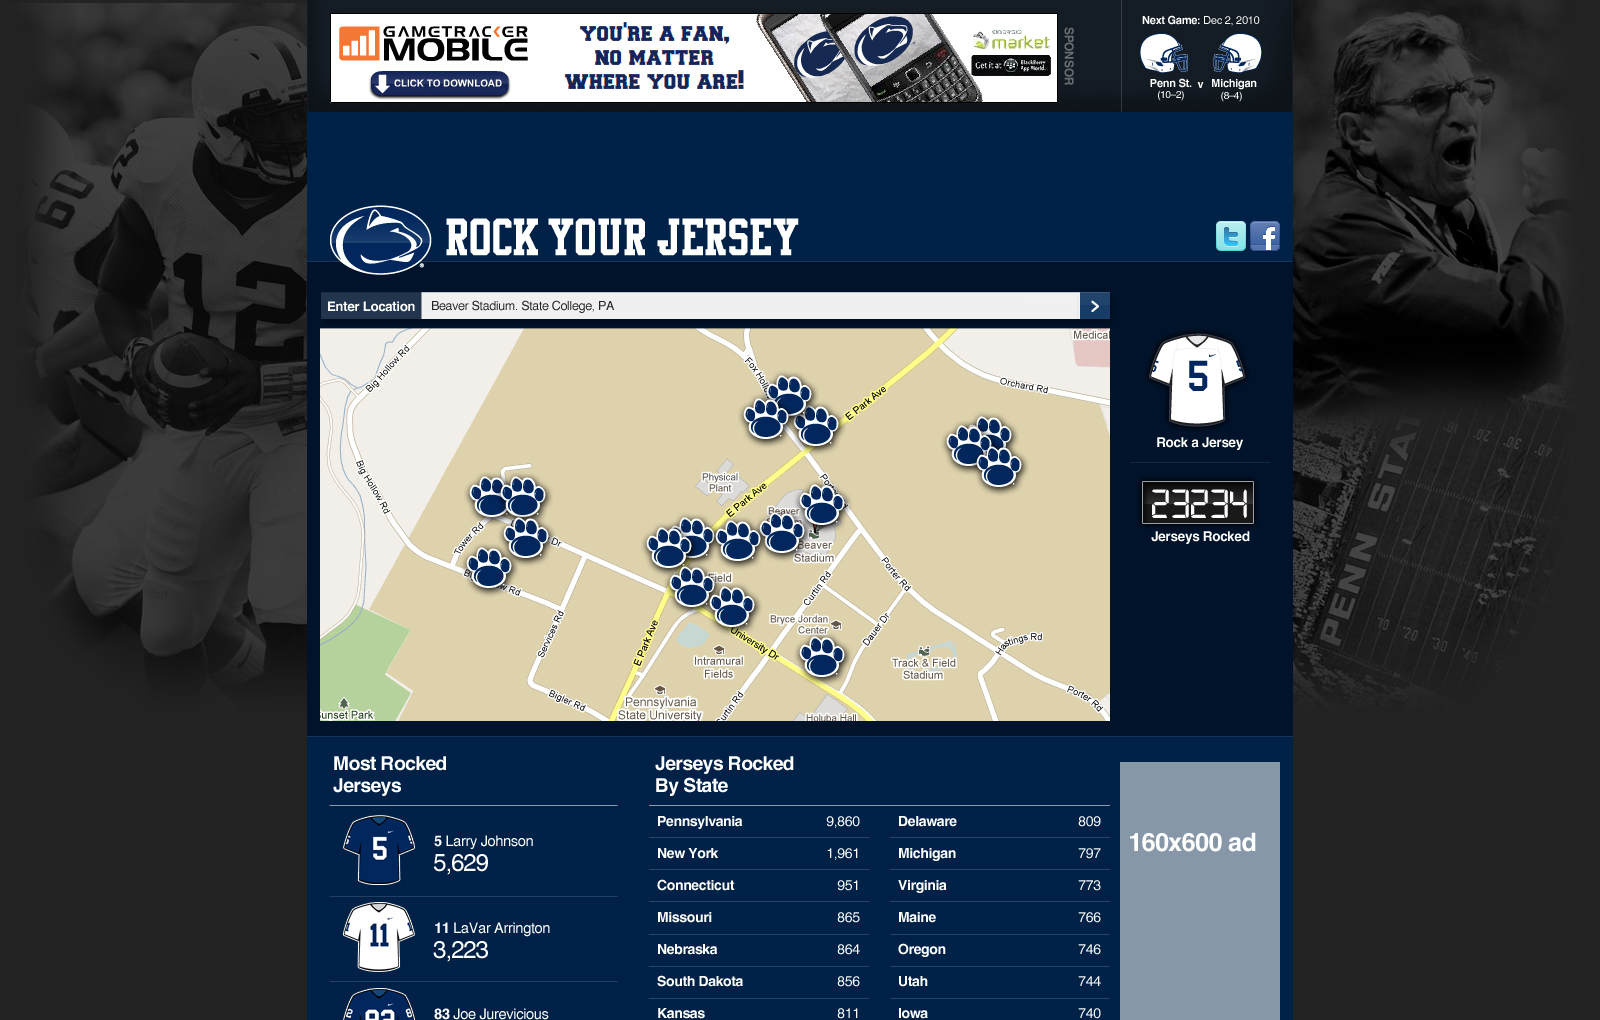 GAMETRACKER
MOBILE
CLICK TO DOWNLOAD
YOU'RE A FAN,
NO MATTER
WHERE YOU ARE!
ANDROID
market
Get it at
BlackBerry
App World.
SPONSOR
Next Game: Dec 2, 2010
Penn St. v Michigan
(10–2) (8–4)
60
12
ROCK YOUR JERSEY
Enter Location
Beaver Stadium. State College, PA
Medical
Big Hollow Rd
Orchard Rd
E Park Ave
Big Hollow Rd
Physical
Plant
E Park Ave
Tower Rd
Dr
Beaver
Beaver
Stadium
Field
Rd
Services Rd
E Park Ave
University Dr
Curtin Rd
Porter Rd
Bryce Jordan
Center
Dauer Dr
Hastings Rd
Intramural
Fields
Track & Field
Stadium
Bigler Rd
Pennsylvania
State University
Curtin Rd
Holuba Hall
Porter Rd
unset Park
5
Rock a Jersey
23234
Jerseys Rocked
PENN STA
Most Rocked
Jerseys
5
5 Larry Johnson
5,629
11
11 LaVar Arrington
3,223
83 Joe Jurevicious
Jerseys Rocked
By State
Pennsylvania 9,860
New York 1,961
Connecticut 951
Missouri 865
Nebraska 864
South Dakota 856
Kansas 811
Delaware 809
Michigan 797
Virginia 773
Maine 766
Oregon 746
Utah 744
Iowa 740
160x600 ad